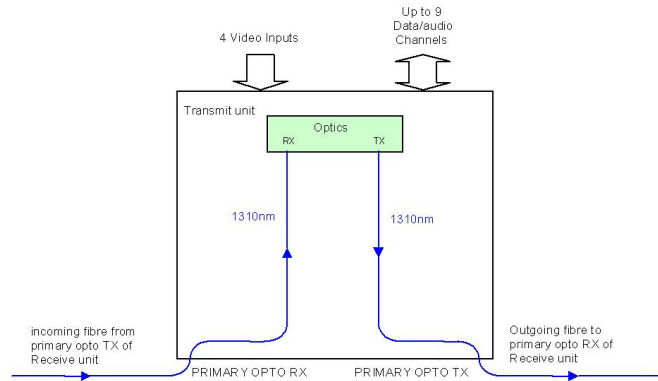 Up to 9
Data/audio
Channels
4 Video Inputs
Transmit unit
Optics
RX
TX
1310nm
1310nm
incoming fibre from
primary opto TX of
Receive unit
Outgoing fibre to
primary opto RX of
Receive unit
PRIMARY OPTO RX
PRIMARY OPTO TX